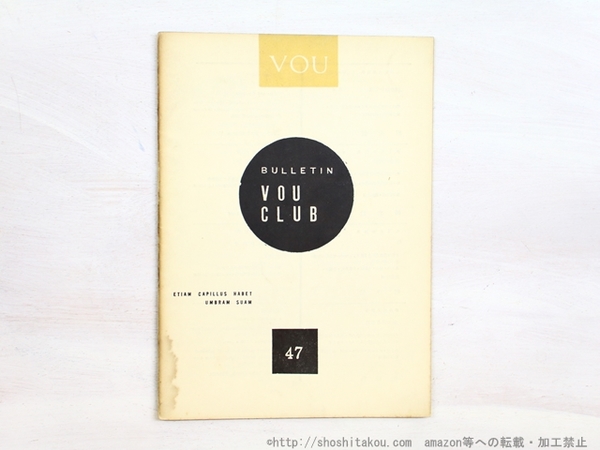 VOU
BULLETIN
VOU
CLUB
ETIAM CAPILLUS HABET
UMBRAM SUAM
47
©http://shoshitakou.com amazon等への転載・加工禁止